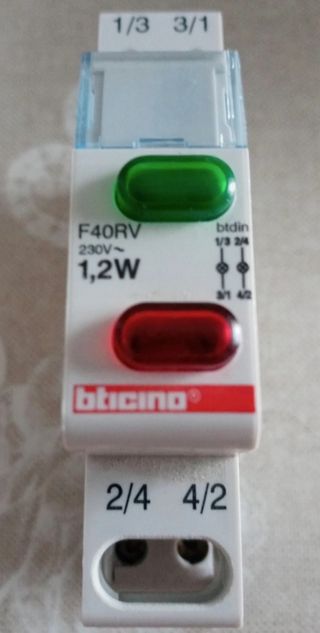 1/3 3/1
F40RV
230V~
1,2W
btdin
1/3 2/4
3/1 4/2
bticino®
2/4 4/2